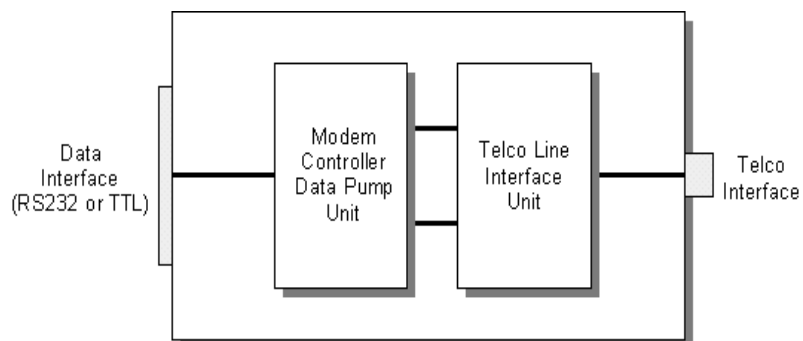 Data
Interface
(RS232 or TTL)
Modem
Controller
Data Pump
Unit
Telco Line
Interface
Unit
Telco
Interface